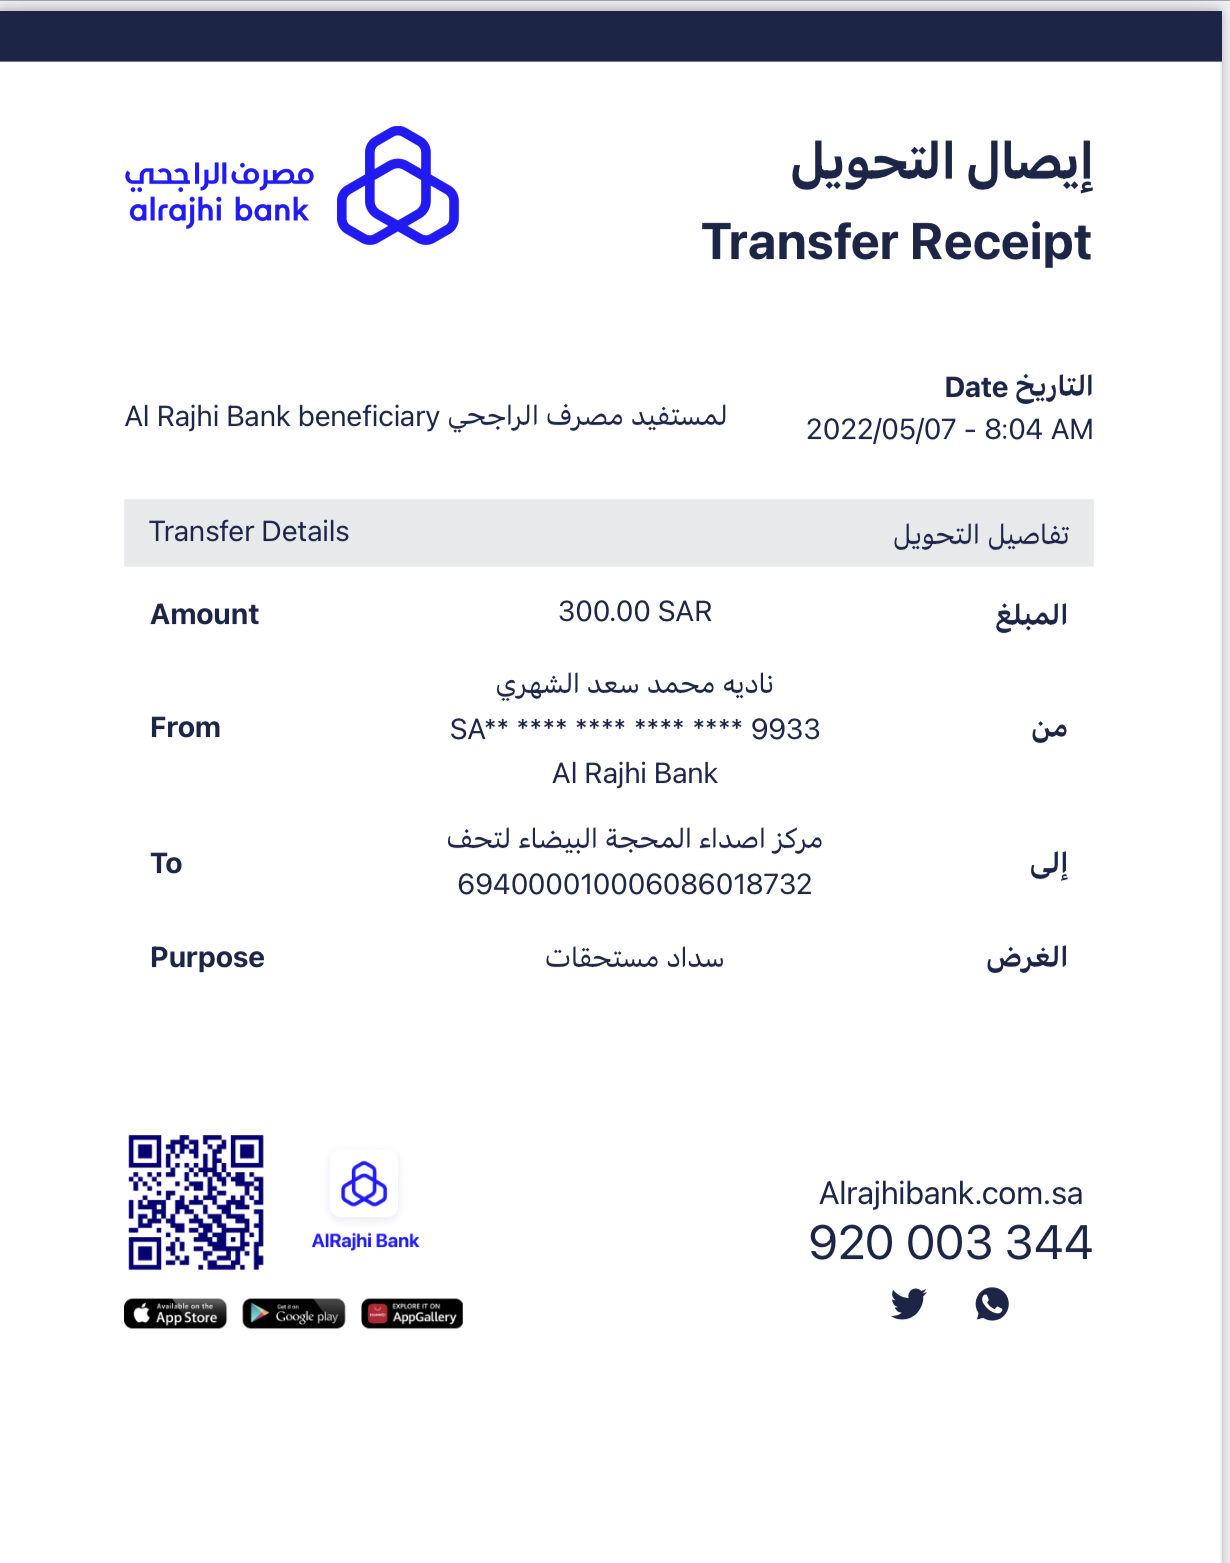 مصرف الراجحي
alrajhi bank
إيصال التحويل
Transfer Receipt
التاريخ Date
2022/05/07 - 8:04 AM
لمستفيد مصرف الراجحي Al Rajhi Bank beneficiary
Transfer Details تفاصيل التحويل
Amount 300.00 SAR المبلغ
ناديه محمد سعد الشهري
From SA** **** **** **** **** 9933 من
Al Rajhi Bank
مركز اصداء المحجة البيضاء لتحف
To إلى
694000010006086018732
Purpose سداد مستحقات الغرض
AlRajhi Bank
Alrajhibank.com.sa
920 003 344
Available on the
App Store
Get it on
Google play
EXPLORE IT ON
AppGallery